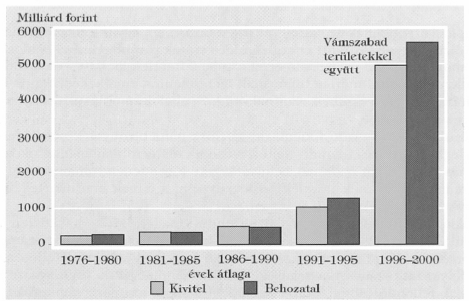 Milliárd forint
6000
5000
4000
3000
2000
1000
0
Vámszabad
területekkel
együtt
1976–1980 1981–1985 1986–1990 1991–1995 1996–2000
évek átlaga
Kivitel Behozatal